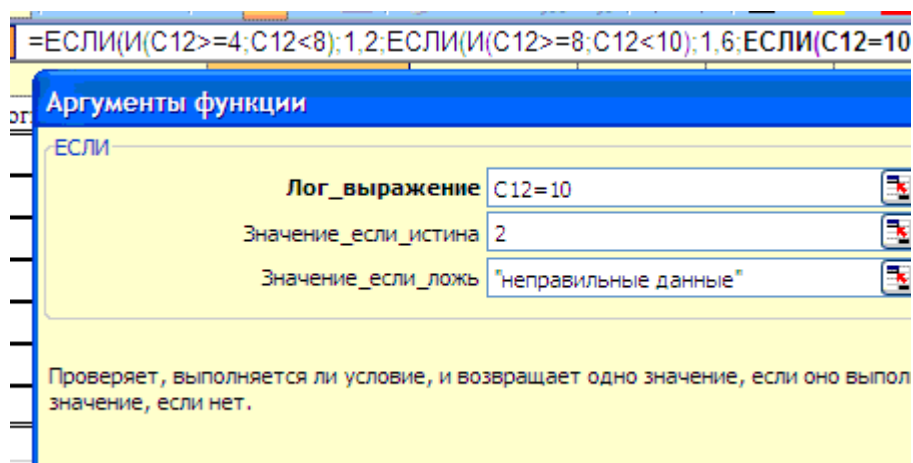 =ЕСЛИ(И(C12>=4;C12<8);1,2;ЕСЛИ(И(C12>=8;C12<10);1,6;ЕСЛИ(C12=10
Аргументы функции
ЕСЛИ
Лог_выражение C12=10
Значение_если_истина 2
Значение_если_ложь "неправильные данные"
Проверяет, выполняется ли условие, и возвращает одно значение, если оно выпол
значение, если нет.